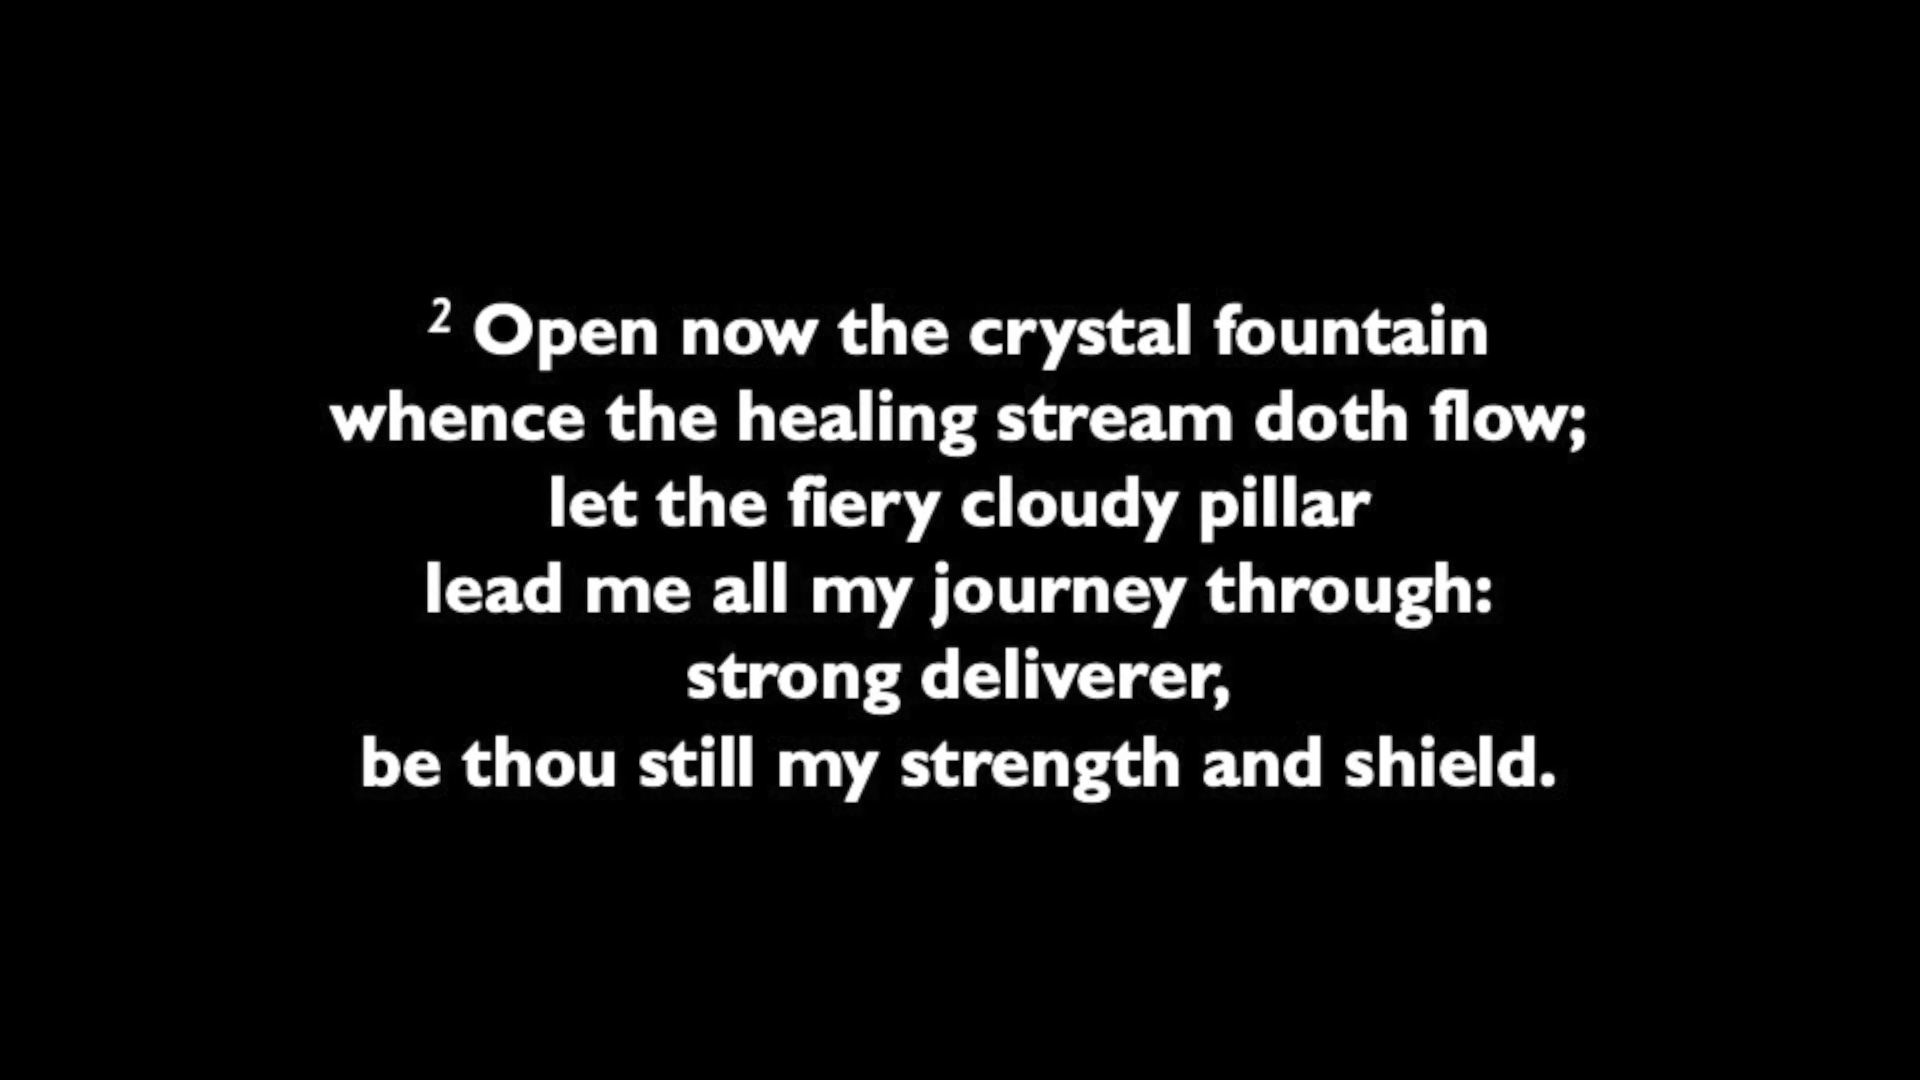 2 Open now the crystal fountain
whence the healing stream doth flow;
let the fiery cloudy pillar
lead me all my journey through:
strong deliverer,
be thou still my strength and shield.